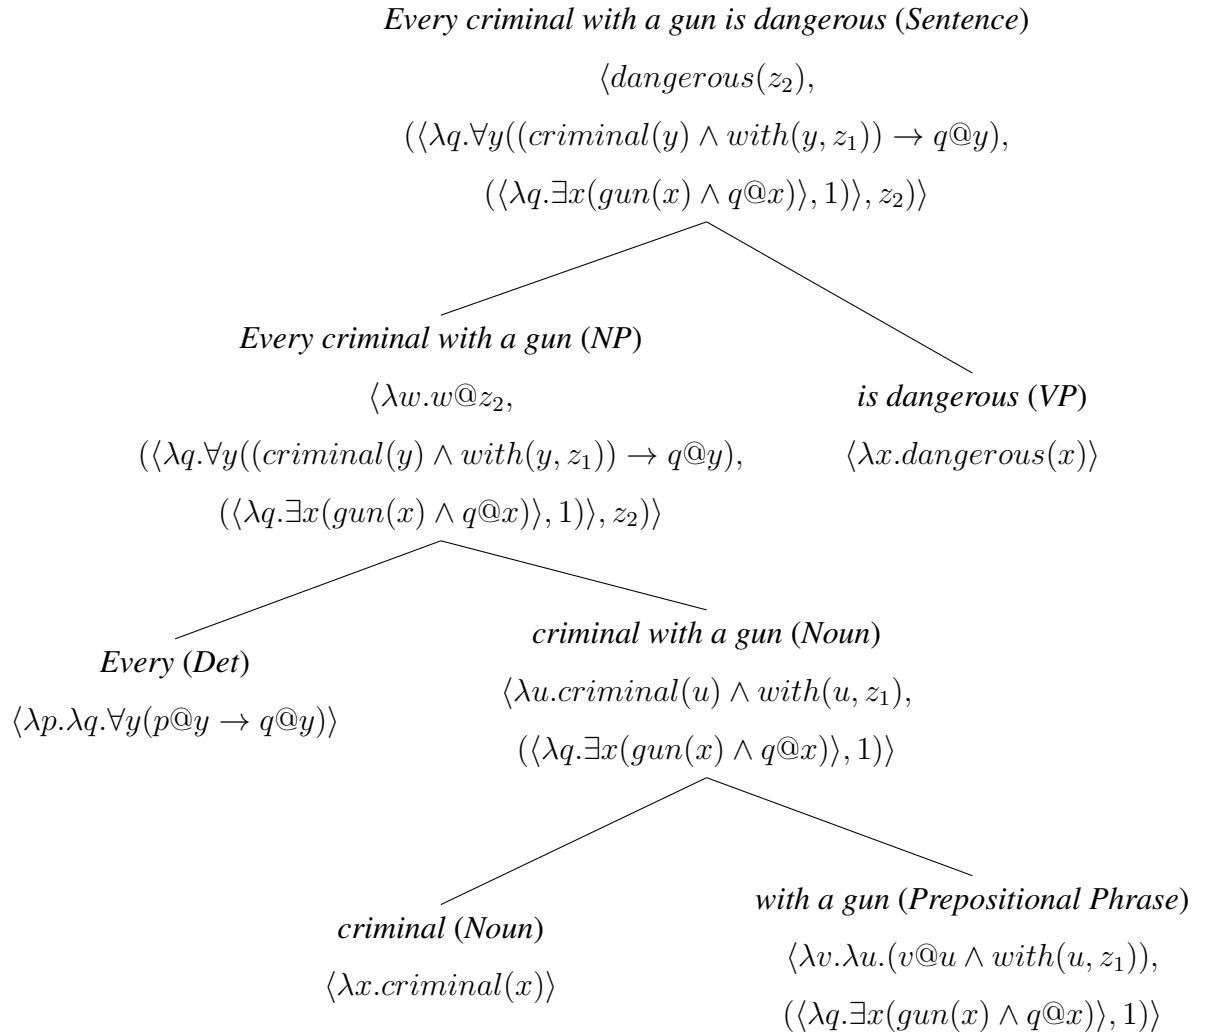 Every criminal with a gun is dangerous (Sentence)
⟨dangerous(z₂),
(⟨λq.∀y((criminal(y) ∧ with(y, z₁)) → q@y),
(⟨λq.∃x(gun(x) ∧ q@x)⟩, 1)⟩, z₂)⟩
Every criminal with a gun (NP)
⟨λw.w@z₂,
(⟨λq.∀y((criminal(y) ∧ with(y, z₁)) → q@y),
(⟨λq.∃x(gun(x) ∧ q@x)⟩, 1)⟩, z₂)⟩
is dangerous (VP)
⟨λx.dangerous(x)⟩
Every (Det)
⟨λp.λq.∀y(p@y → q@y)⟩
criminal with a gun (Noun)
⟨λu.criminal(u) ∧ with(u, z₁),
(⟨λq.∃x(gun(x) ∧ q@x)⟩, 1)⟩
criminal (Noun)
⟨λx.criminal(x)⟩
with a gun (Prepositional Phrase)
⟨λv.λu.(v@u ∧ with(u, z₁)),
(⟨λq.∃x(gun(x) ∧ q@x)⟩, 1)⟩